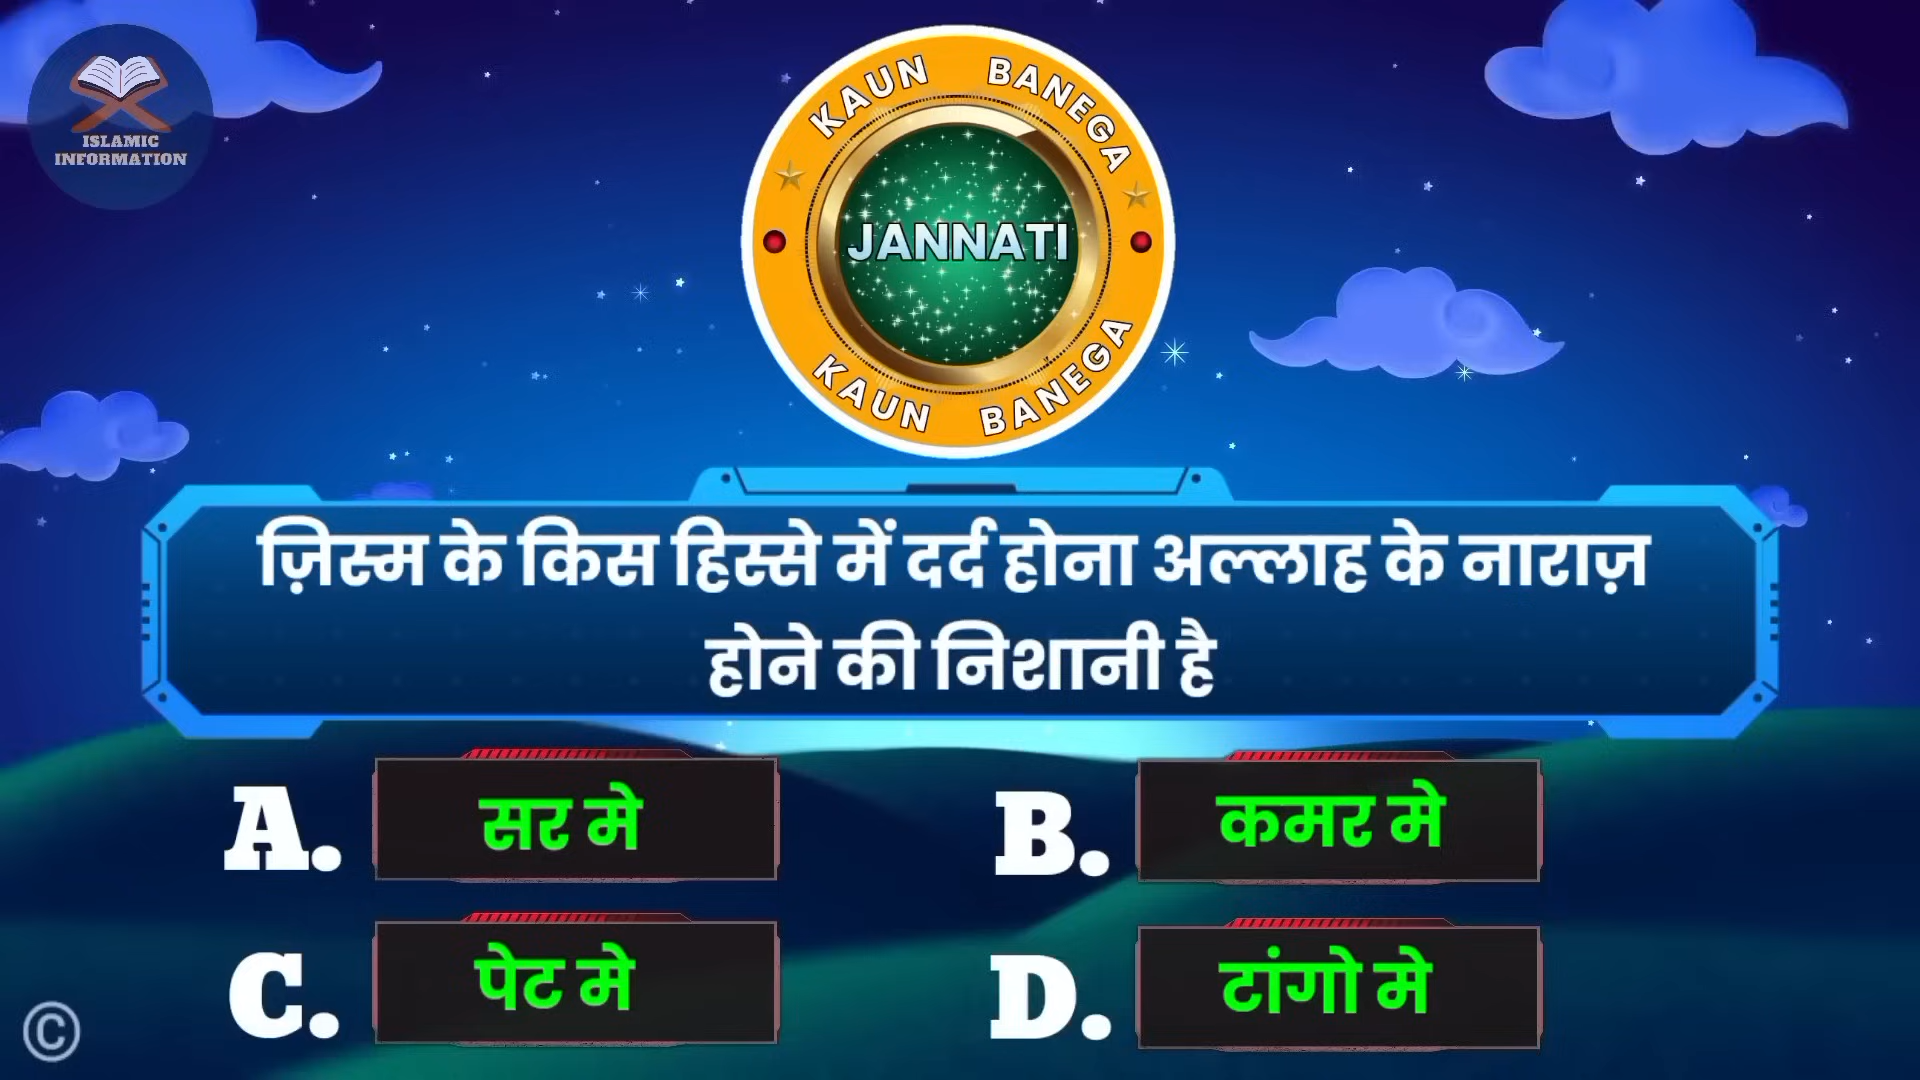 ISLAMIC
INFORMATION
KAUN BANEGA
JANNATI
KAUN BANEGA
ज़िस्म के किस हिस्से में दर्द होना अल्लाह के नाराज़
होने की निशानी है
A. सर मे
B. कमर मे
C. पेट मे
D. टांगो मे
©